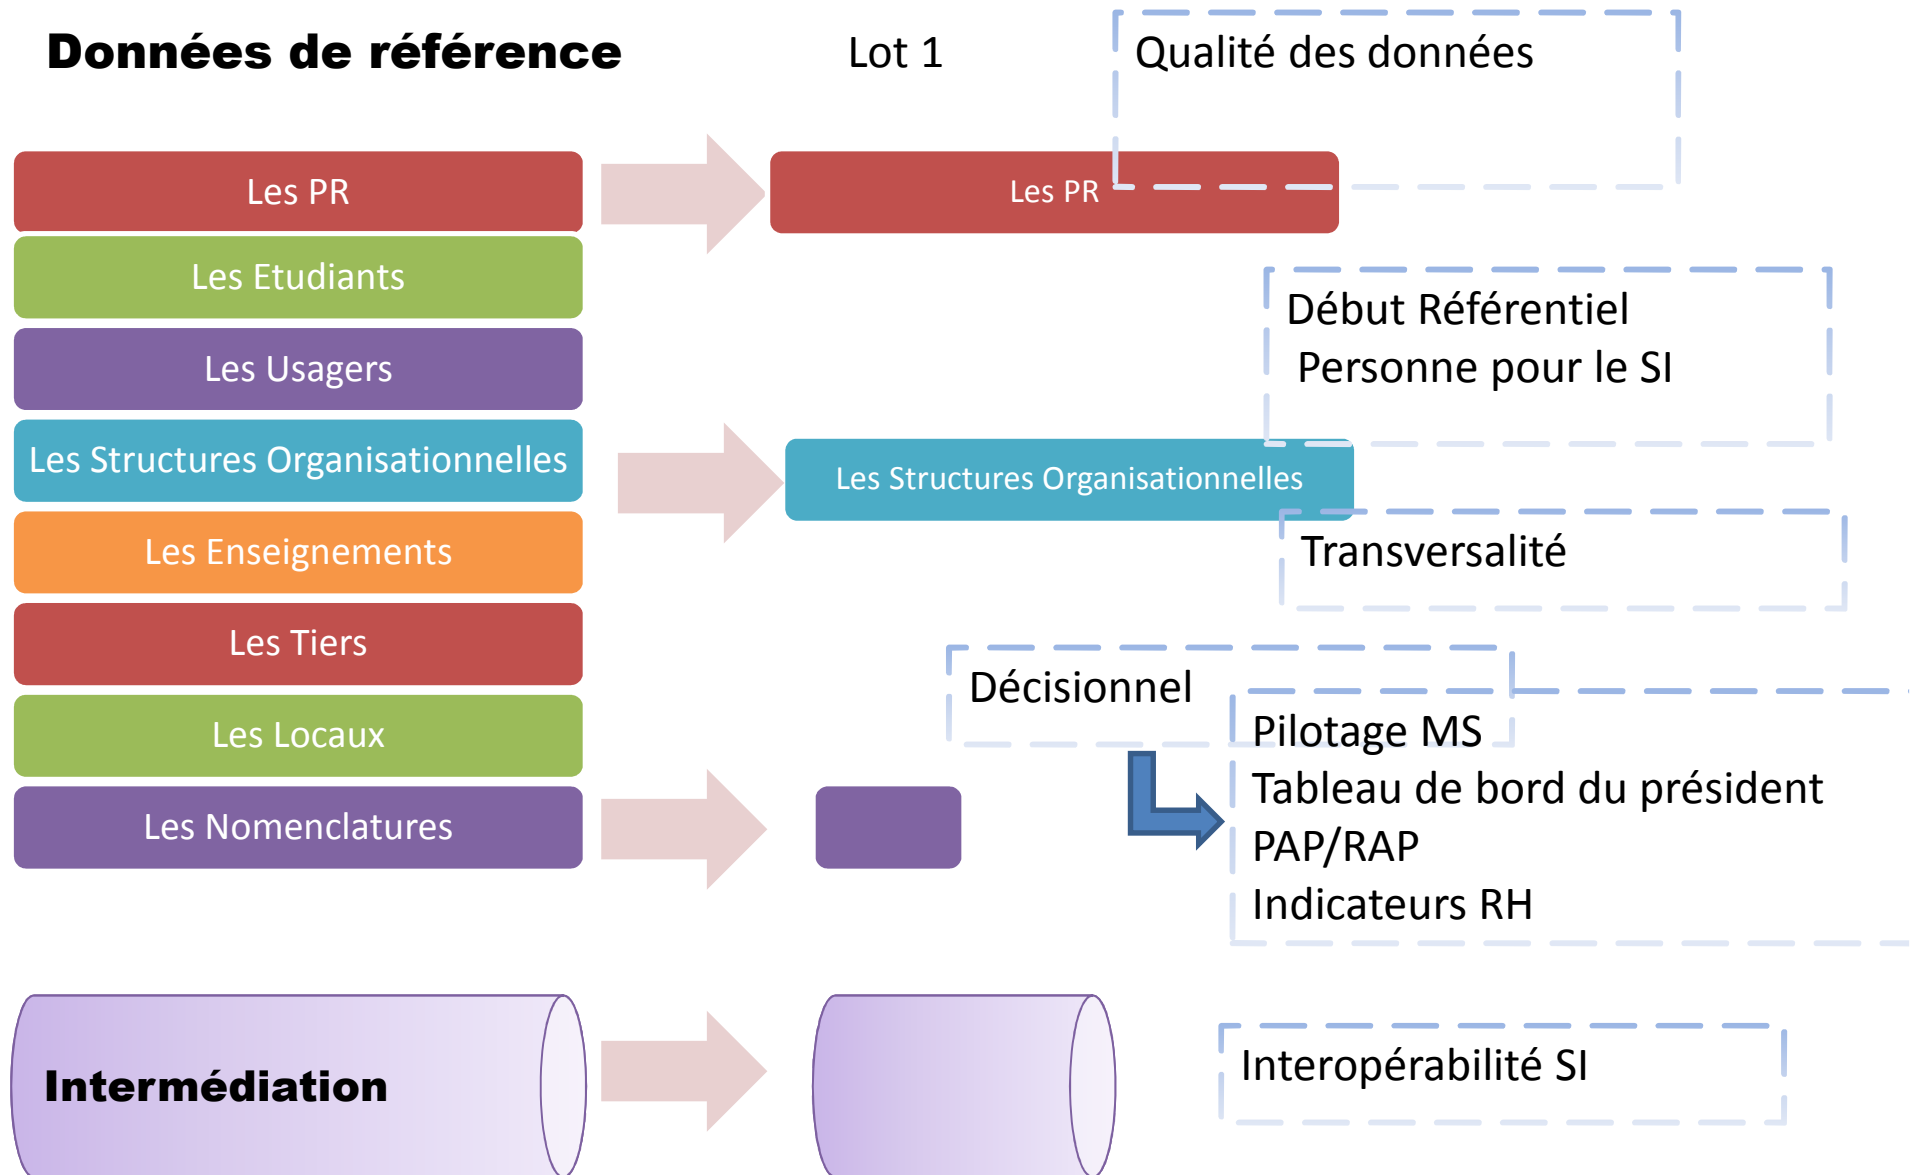 Données de référence
Lot 1
Qualité des données
Les PR
Les PR
Les Etudiants
Début Référentiel
Personne pour le SI
Les Usagers
Les Structures Organisationnelles
Les Structures Organisationnelles
Les Enseignements
Transversalité
Les Tiers
Décisionnel
Les Locaux
Pilotage MS
Tableau de bord du président
Les Nomenclatures
PAP/RAP
Indicateurs RH
Intermédiation
Interopérabilité SI